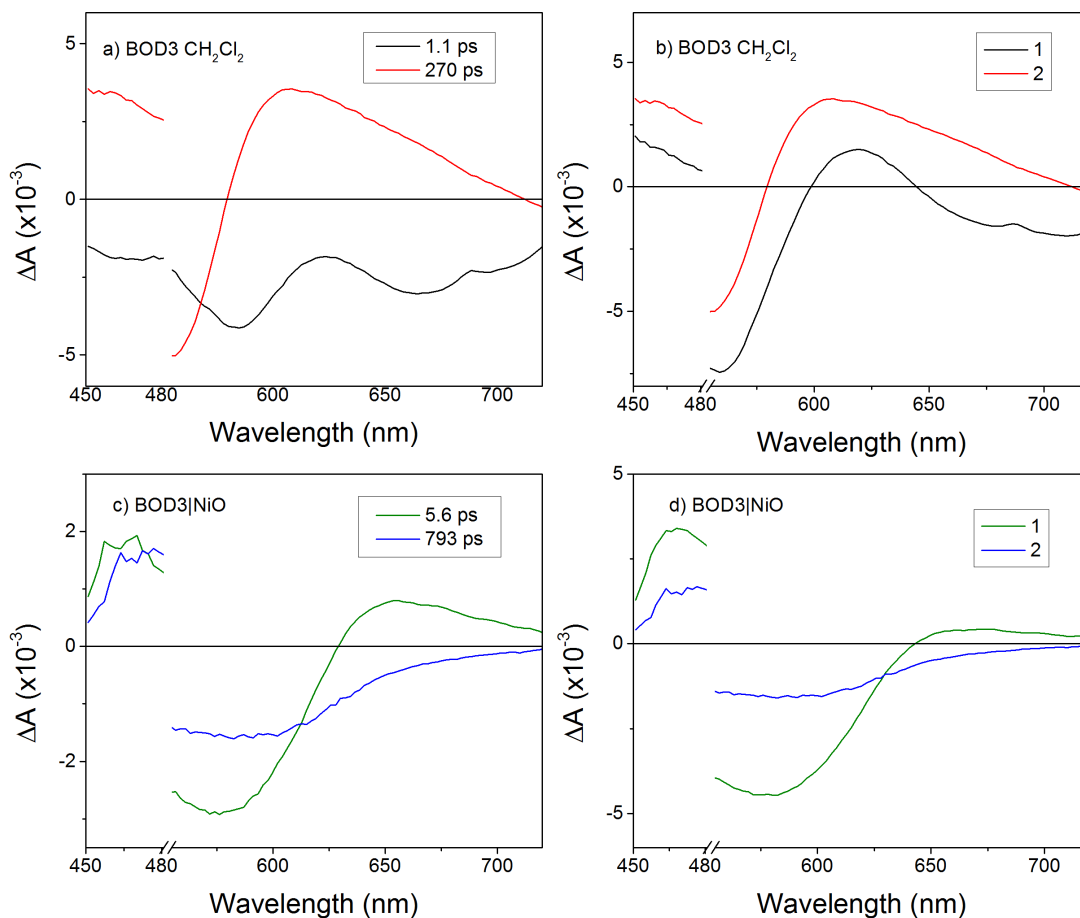 a) BOD3 CH₂Cl₂
1.1 ps
270 ps
5
0
-5
ΔA (x10⁻³)
450
480
600
700
Wavelength (nm)
b) BOD3 CH₂Cl₂
1
2
5
0
-5
ΔA (x10⁻³)
450
480
600
650
700
Wavelength (nm)
c) BOD3|NiO
5.6 ps
793 ps
2
0
-2
ΔA (x10⁻³)
450
480
600
700
Wavelength (nm)
d) BOD3|NiO
1
2
5
0
-5
ΔA (x10⁻³)
450
480
600
700
Wavelength (nm)